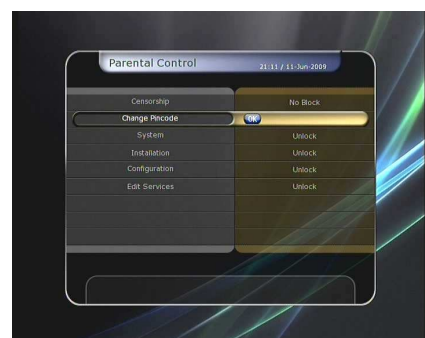 Parental Control 21:11 / 11-Jun-2009
Censorship No Block
Change Pincode OK
System Unlock
Installation Unlock
Configuration Unlock
Edit Services Unlock